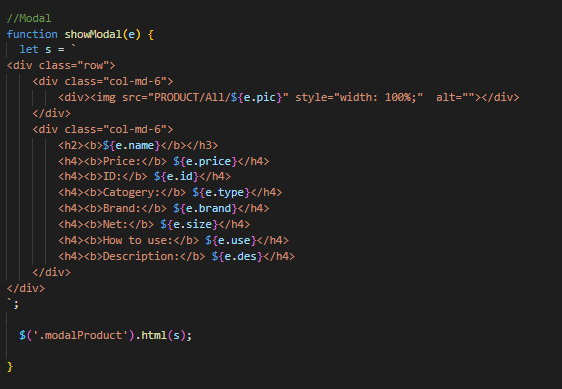 //Modal
function showModal(e) {
  let s = `
<div class="row">
    <div class="col-md-6">
        <div><img src="PRODUCT/All/${e.pic}" style="width: 100%;"  alt=""></div>
    </div>
    <div class="col-md-6">
        <h2><b>${e.name}</b></h3>
        <h4><b>Price:</b> ${e.price}</h4>
        <h4><b>ID:</b> ${e.id}</h4>
        <h4><b>Catogery:</b> ${e.type}</h4>
        <h4><b>Brand:</b> ${e.brand}</h4>
        <h4><b>Net:</b> ${e.size}</h4>
        <h4><b>How to use:</b> ${e.use}</h4>
        <h4><b>Description:</b> ${e.des}</h4>
    </div>
</div>
`;
  $('.modalProduct').html(s);
}